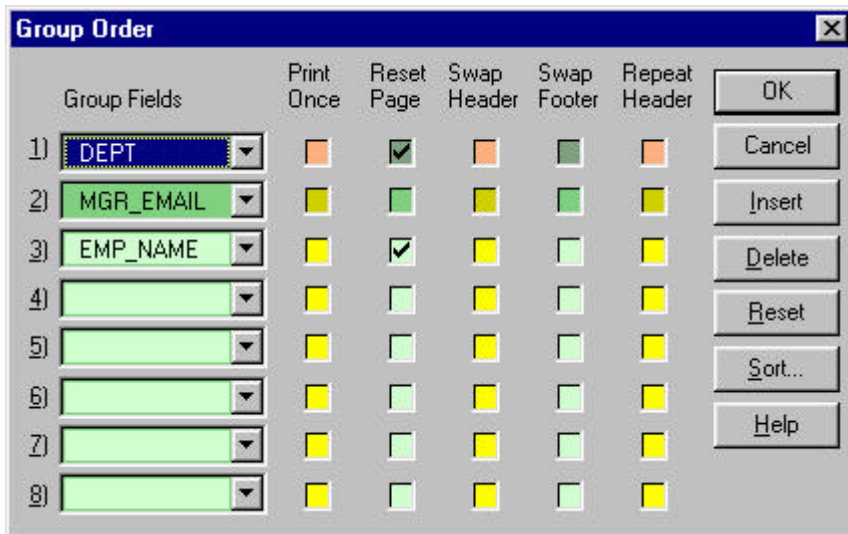 Group Order
Group Fields
Print Once
Reset Page
Swap Header
Swap Footer
Repeat Header
1) DEPT
2) MGR_EMAIL
3) EMP_NAME
4)
5)
6)
7)
8)
OK
Cancel
Insert
Delete
Reset
Sort...
Help